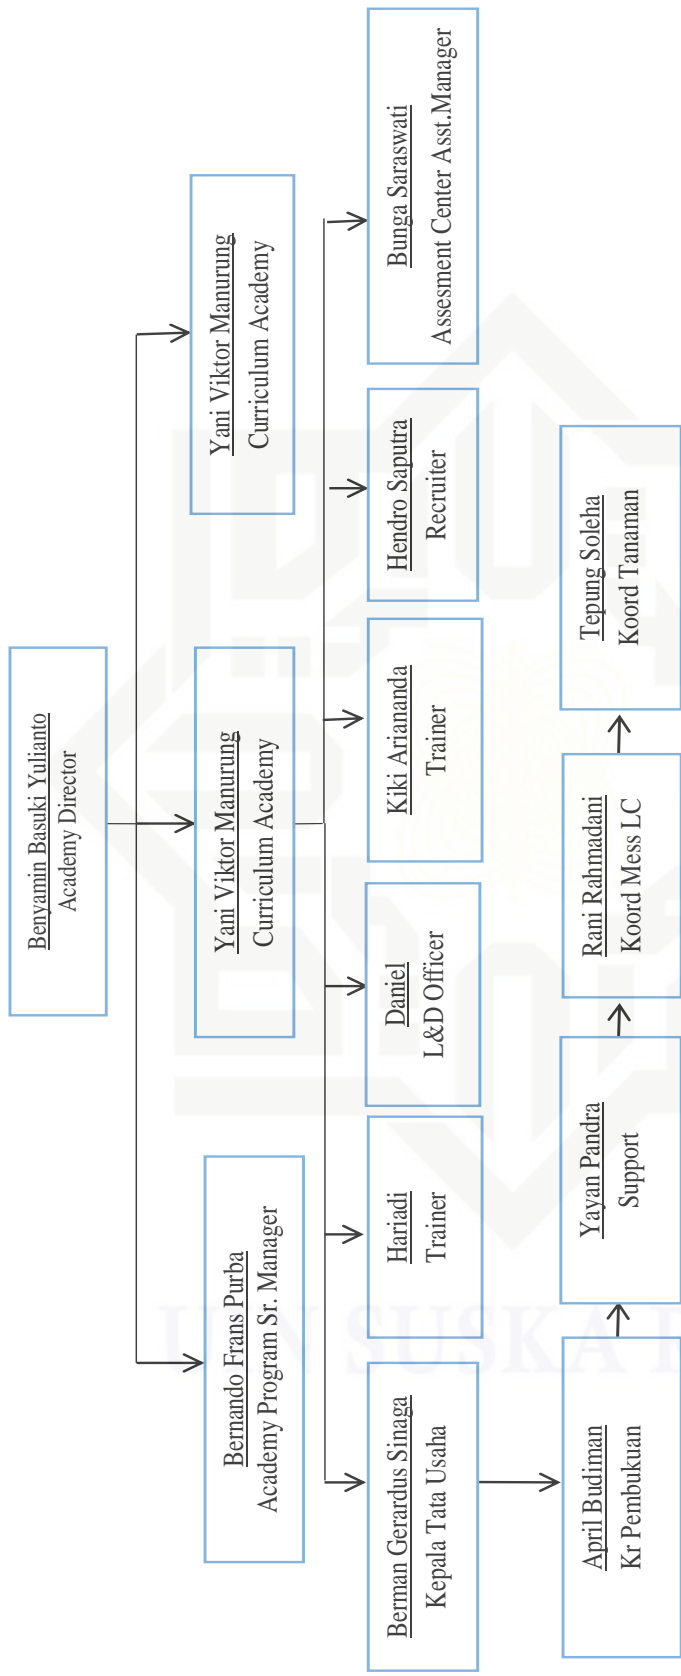 Benyamin Basuki Yulianto
Academy Director
Bernando Frans Purba
Academy Program Sr. Manager
Yani Viktor Manurung
Curriculum Academy
Yani Viktor Manurung
Curriculum Academy
Berman Gerardus Sinaga
Kepala Tata Usaha
Hariadi
Trainer
Daniel
L&D Officer
Kiki Ariananda
Trainer
Hendro Saputra
Recruiter
Bunga Saraswati
Assesment Center Asst.Manager
April Budiman
Kr Pembukuan
Yayan Pandra
Support
Rani Rahmadani
Koord Mess LC
Tepung Soleha
Koord Tanaman
SUSKA